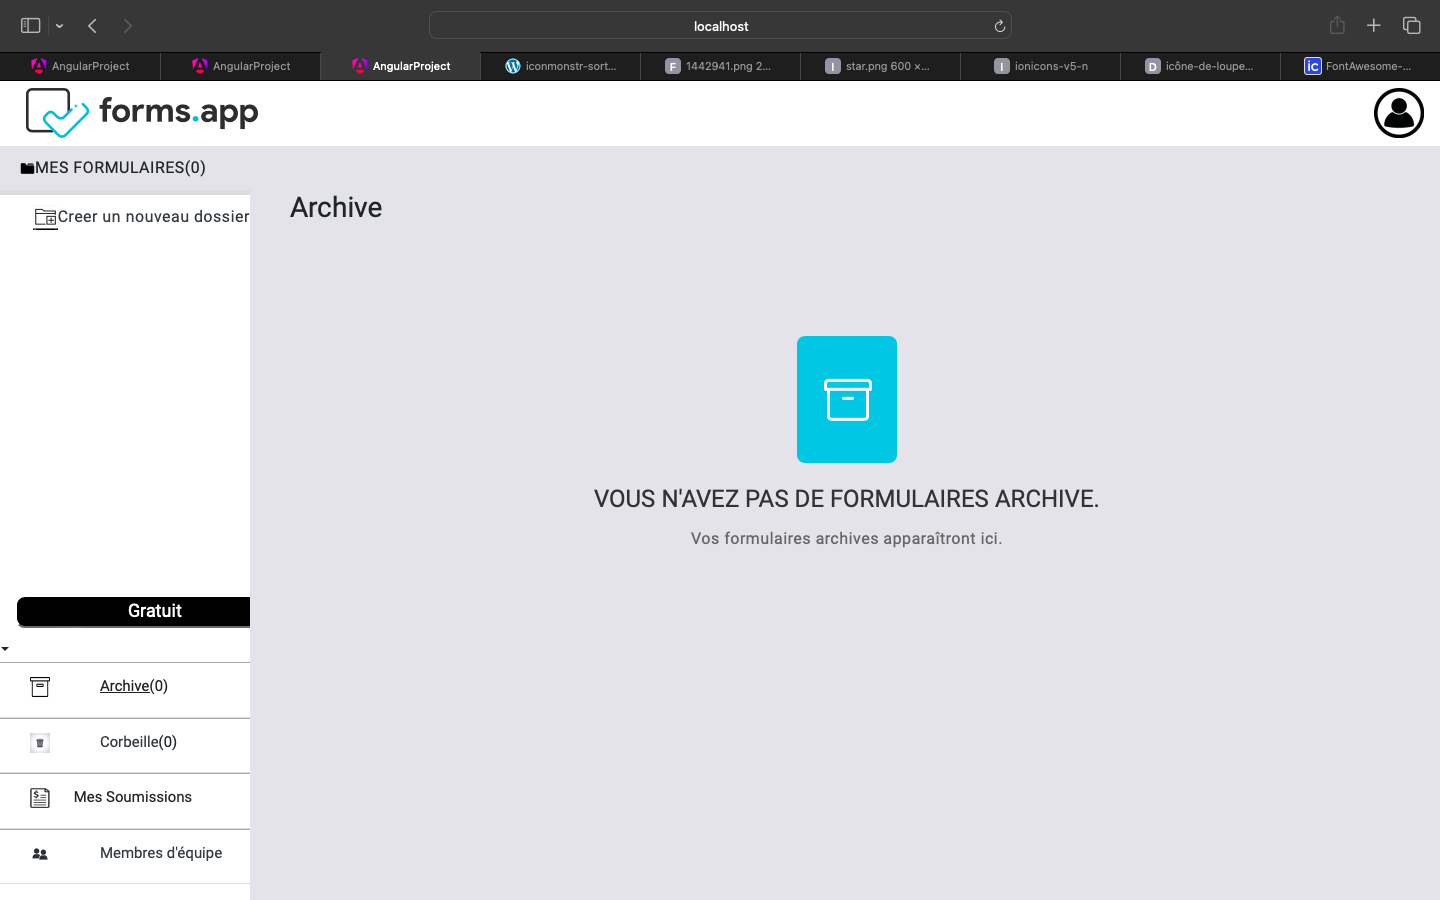 localhost
AngularProject
AngularProject
AngularProject
iconmonstr-sort...
F 1442941.png 2...
I star.png 600 ×...
I ionicons-v5-n
D icône-de-loupe...
iC FontAwesome-...
forms.app
MES FORMULAIRES(0)
Creer un nouveau dossier
Archive
VOUS N'AVEZ PAS DE FORMULAIRES ARCHIVE.
Vos formulaires archives apparaîtront ici.
Gratuit
Archive(0)
Corbeille(0)
Mes Soumissions
Membres d'équipe